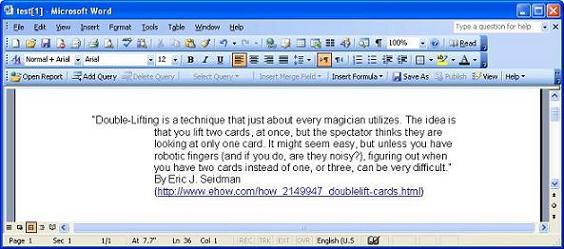 test[1] - Microsoft Word
File Edit View Insert Format Tools Table Window Help Type a question for help
100% Read
Normal + Arial Arial 12 B I U
Open Report Add Query Delete Query Select Query Insert Merge Field Insert Formula Save As Publish View Help
"Double-Lifting is a technique that just about every magician utilizes. The idea is
that you lift two cards, at once, but the spectator thinks they are
looking at only one card. It might seem easy, but unless you have
robotic fingers (and if you do, are they noisy?), figuring out when
you have two cards instead of one, or three, can be very difficult."
By Eric J. Seidman
(http://www.ehow.com/how_2149947_doublelift-cards.html)
Page 1 Sec 1 1/1 At 7.7" Ln 36 Col 1 REC TRK EXT OVR English (U.S